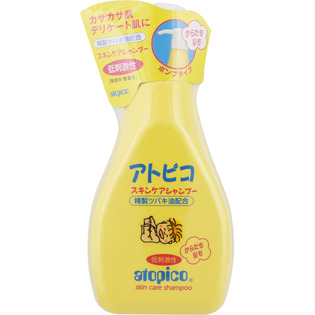 カサカサ肌
デリケート肌に
精製ツバキ油配合
スキンケアシャンプー
低刺激性
からだも
髪も
ポンプタイプ
アトピコ
スキンケアシャンプー
精製ツバキ油配合
からだも
髪も
低刺激性
atopico®
skin care shampoo